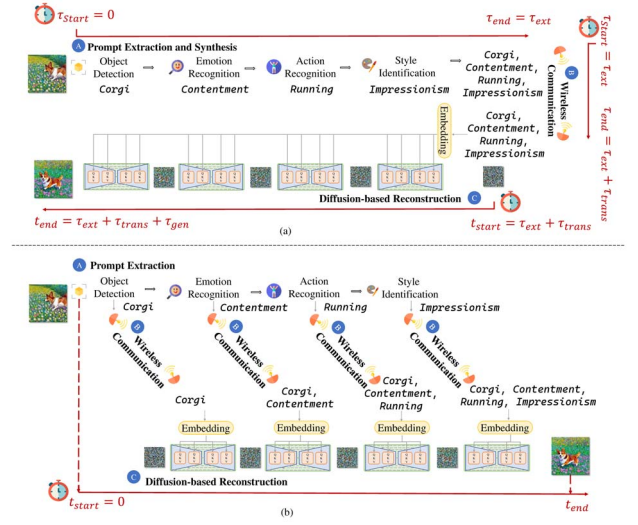 τ_Start = 0
τ_end = τ_ext
A Prompt Extraction and Synthesis
Object Detection
Corgi
Emotion Recognition
Contentment
Action Recognition
Running
Style Identification
Impressionism
Corgi,
Contentment,
Running,
Impressionism
τ_Start = τ_ext
B
Wireless
Communication
τ_end = τ_ext + τ_trans
Corgi,
Contentment,
Running,
Impressionism
Embedding
Diffusion-based Reconstruction C
t_end = τ_ext + τ_trans + τ_gen
t_start = τ_ext + τ_trans
(a)
A Prompt Extraction
Object Detection
Corgi
Emotion Recognition
Contentment
Action Recognition
Running
Style Identification
Impressionism
B
Wireless
Communication
B
Wireless
Communication
B
Wireless
Communication
B
Wireless
Communication
Corgi
Corgi,
Contentment
Corgi,
Contentment,
Running
Corgi, Contentment,
Running, Impressionism
Embedding
Embedding
Embedding
Embedding
C Diffusion-based Reconstruction
t_start = 0
t_end
(b)